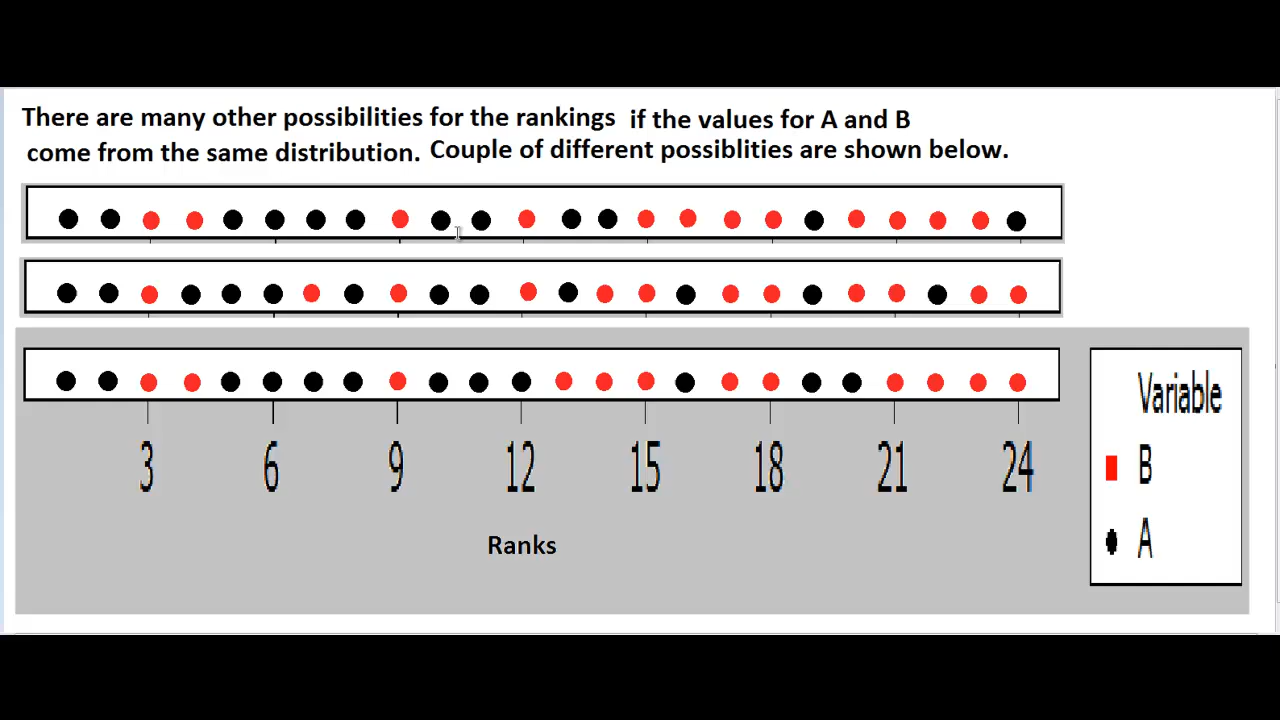 There are many other possibilities for the rankings if the values for A and B
come from the same distribution. Couple of different possiblities are shown below.
3 6 9 12 15 18 21 24
Ranks
Variable
B
A